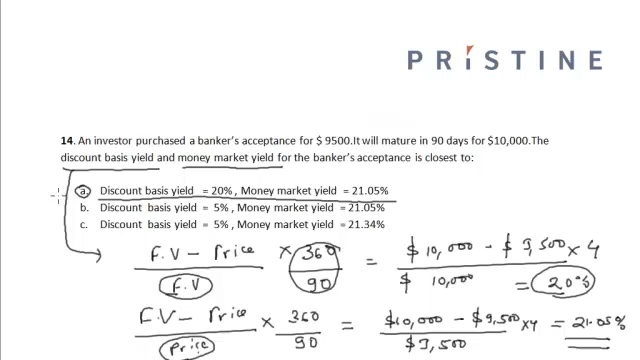 PRISTINE
14. An investor purchased a banker's acceptance for $ 9500.It will mature in 90 days for $10,000.The
discount basis yield and money market yield for the banker's acceptance is closest to:
a. Discount basis yield = 20% , Money market yield = 21.05%
b. Discount basis yield = 5% , Money market yield = 21.05%
c. Discount basis yield = 5% , Money market yield = 21.34%
F.V - Price × 360 = $10,000 - $9,500 × 4
F.V 90 $ 10,000 = 20%
F.V - Price × 360 = $10,000 - $9,500 ×4 = 21.05%
Price 90 $9,500